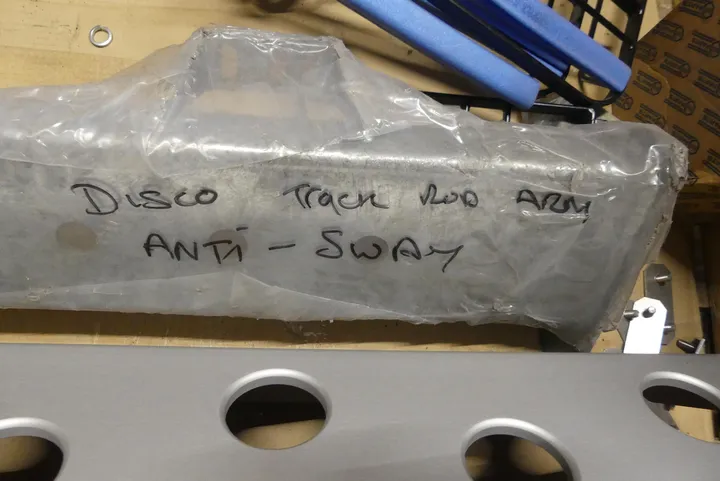 DISCO TRACK ROD ARM
ANTI - SWAY